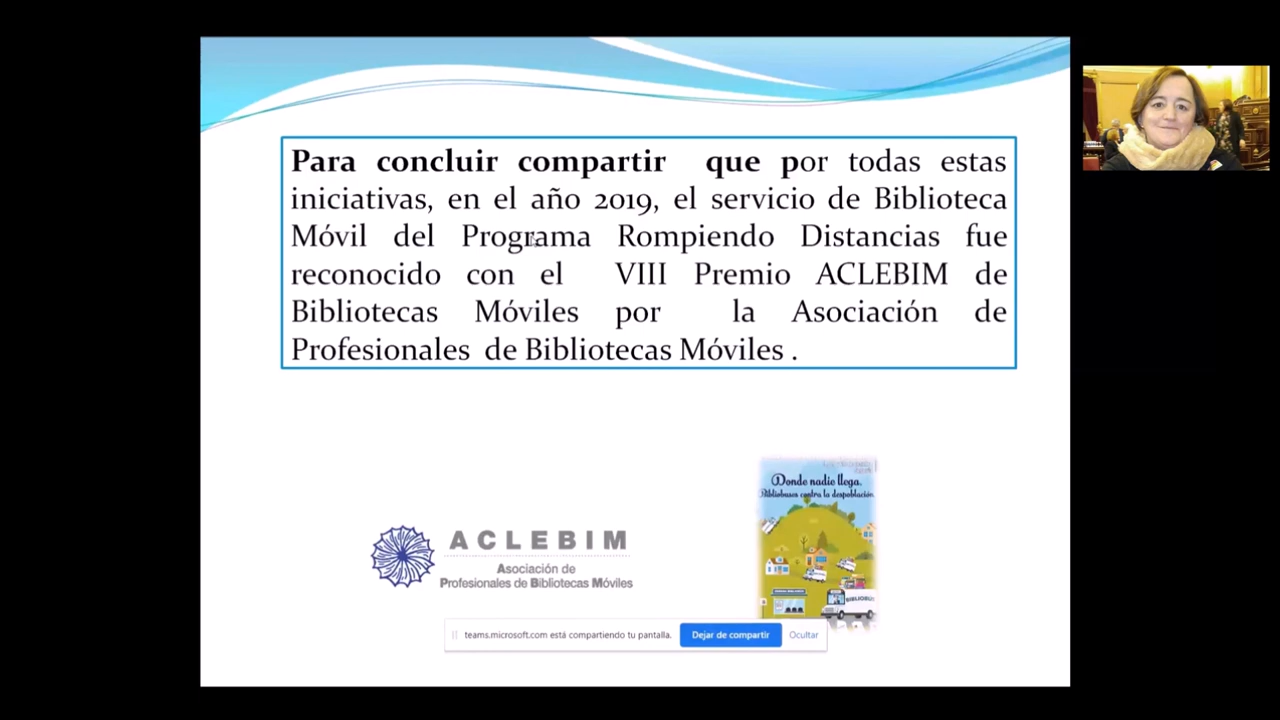 Para concluir compartir que por todas estas
iniciativas, en el año 2019, el servicio de Biblioteca
Móvil del Programa Rompiendo Distancias fue
reconocido con el VIII Premio ACLEBIM de
Bibliotecas Móviles por la Asociación de
Profesionales de Bibliotecas Móviles .
Donde nadie llega.
Bibliobuses contra la despoblación.
BIBLIOBUS
ACLEBIM
Asociación de
Profesionales de Bibliotecas Móviles
teams.microsoft.com está compartiendo tu pantalla.
Dejar de compartir
Ocultar